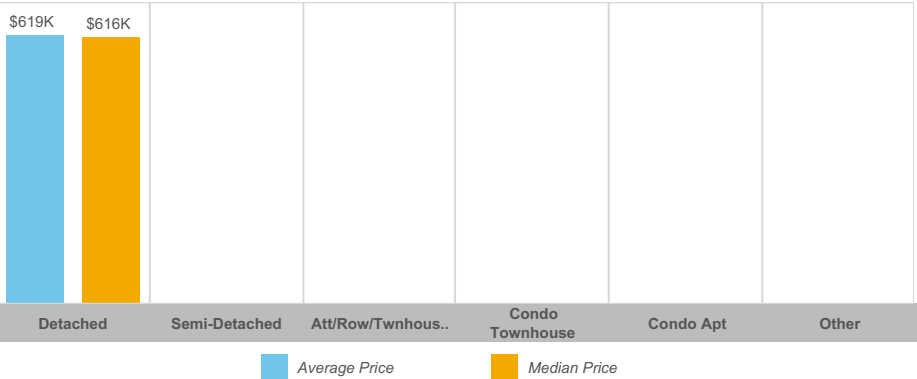 $619K
$616K
Detached
Semi-Detached
Att/Row/Twnhous..
Condo
Townhouse
Condo Apt
Other
Average Price
Median Price